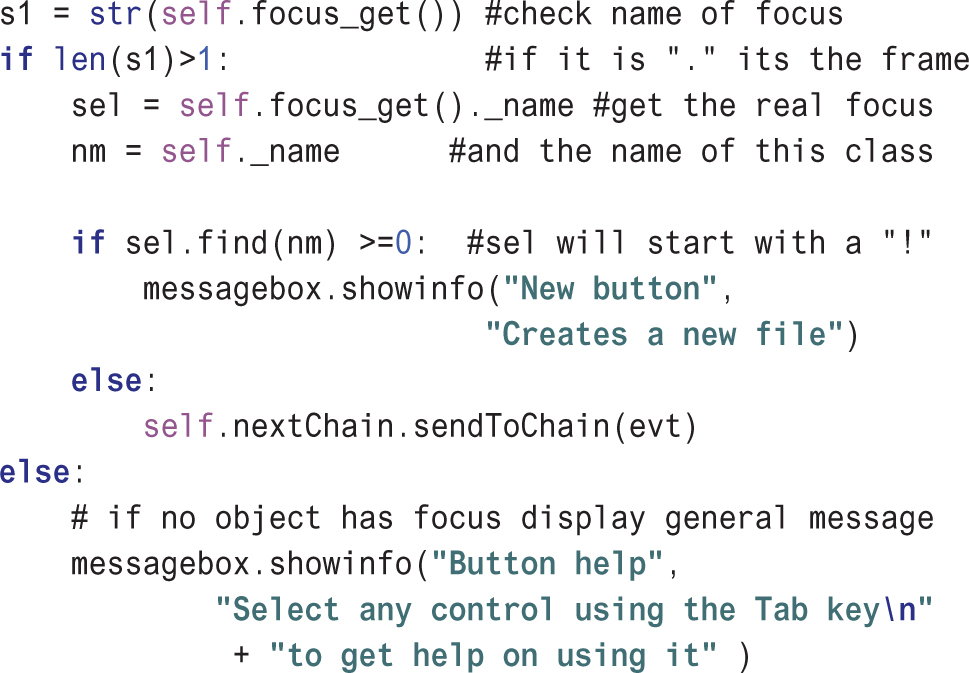 s1 = str(self.focus_get()) #check name of focus
if len(s1)>1:              #if it is "." its the frame
    sel = self.focus_get()._name #get the real focus
    nm = self._name      #and the name of this class

    if sel.find(nm) >=0:  #sel will start with a "!"
        messagebox.showinfo("New button",
                           "Creates a new file")
    else:
        self.nextChain.sendToChain(evt)
else:
    # if no object has focus display general message
    messagebox.showinfo("Button help",
            "Select any control using the Tab key\n"
             + "to get help on using it" )